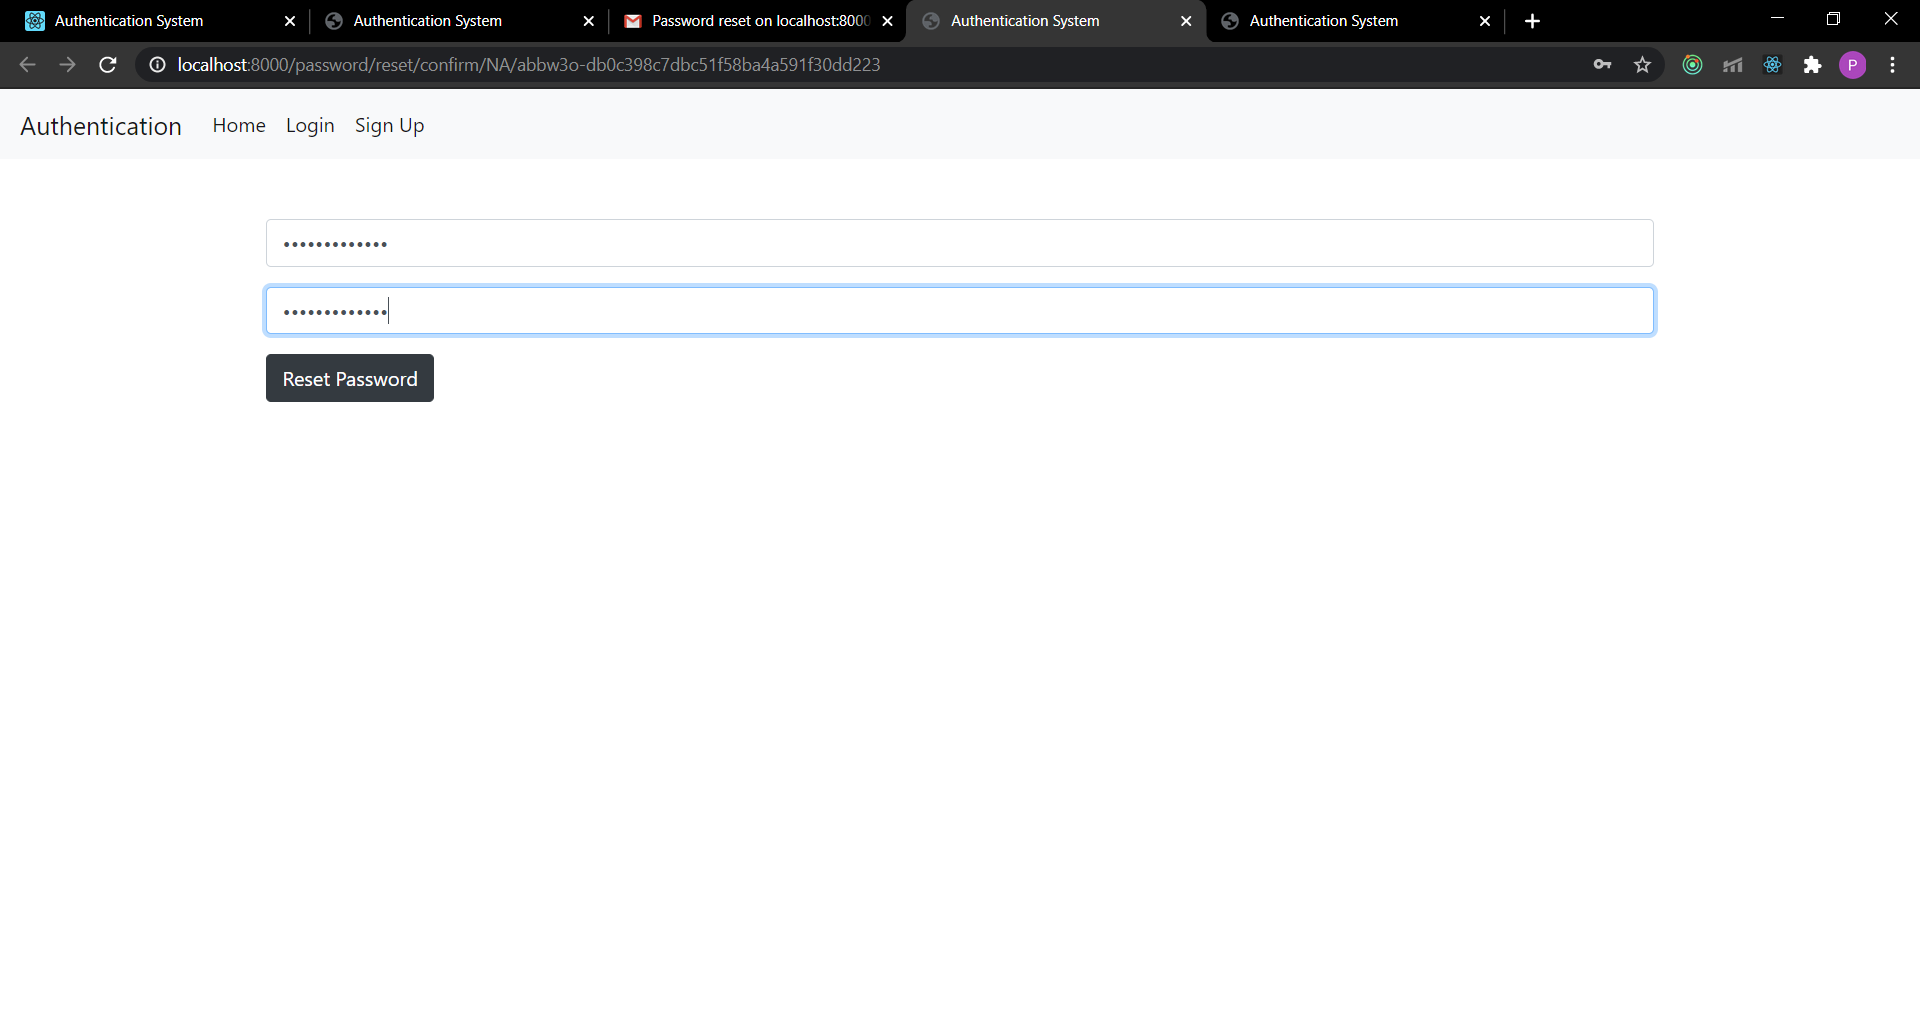 Authentication System
Authentication System
Password reset on localhost:8000
Authentication System
Authentication System
localhost:8000/password/reset/confirm/NA/abbw3o-db0c398c7dbc51f58ba4a591f30dd223
P
Authentication Home Login Sign Up
•••••••••••••
•••••••••••••
Reset Password